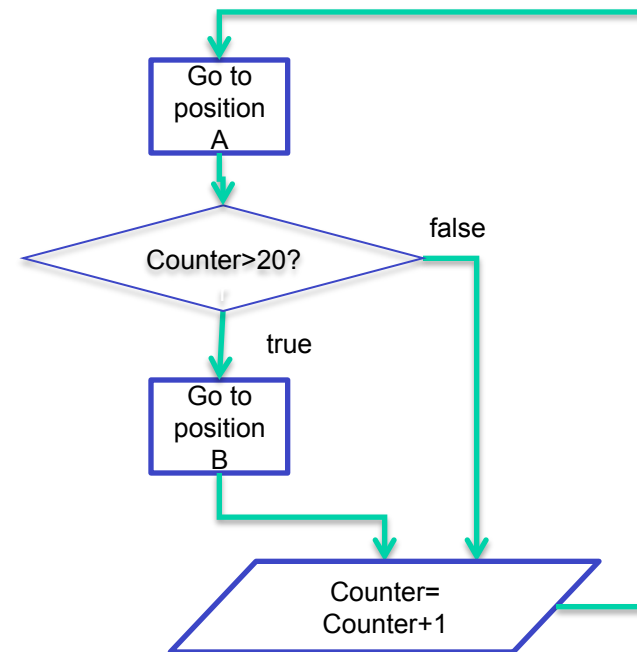 Go to
position
A
false
Counter>20?
true
Go to
position
B
Counter=
Counter+1